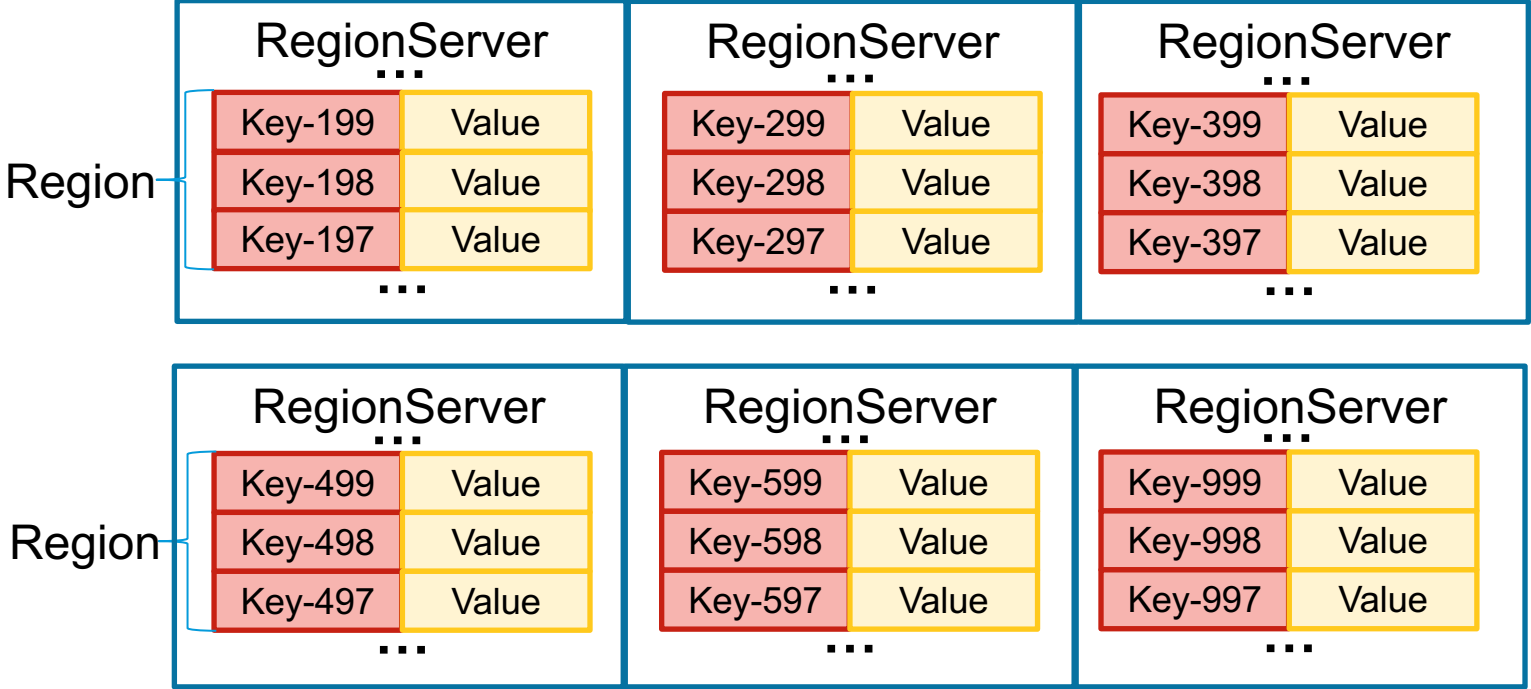 RegionServer RegionServer RegionServer
... ... ...
Key-199 Value Key-299 Value Key-399 Value
Region Key-198 Value Key-298 Value Key-398 Value
Key-197 Value Key-297 Value Key-397 Value
... ... ...
RegionServer RegionServer RegionServer
... ... ...
Key-499 Value Key-599 Value Key-999 Value
Region Key-498 Value Key-598 Value Key-998 Value
Key-497 Value Key-597 Value Key-997 Value
... ... ...